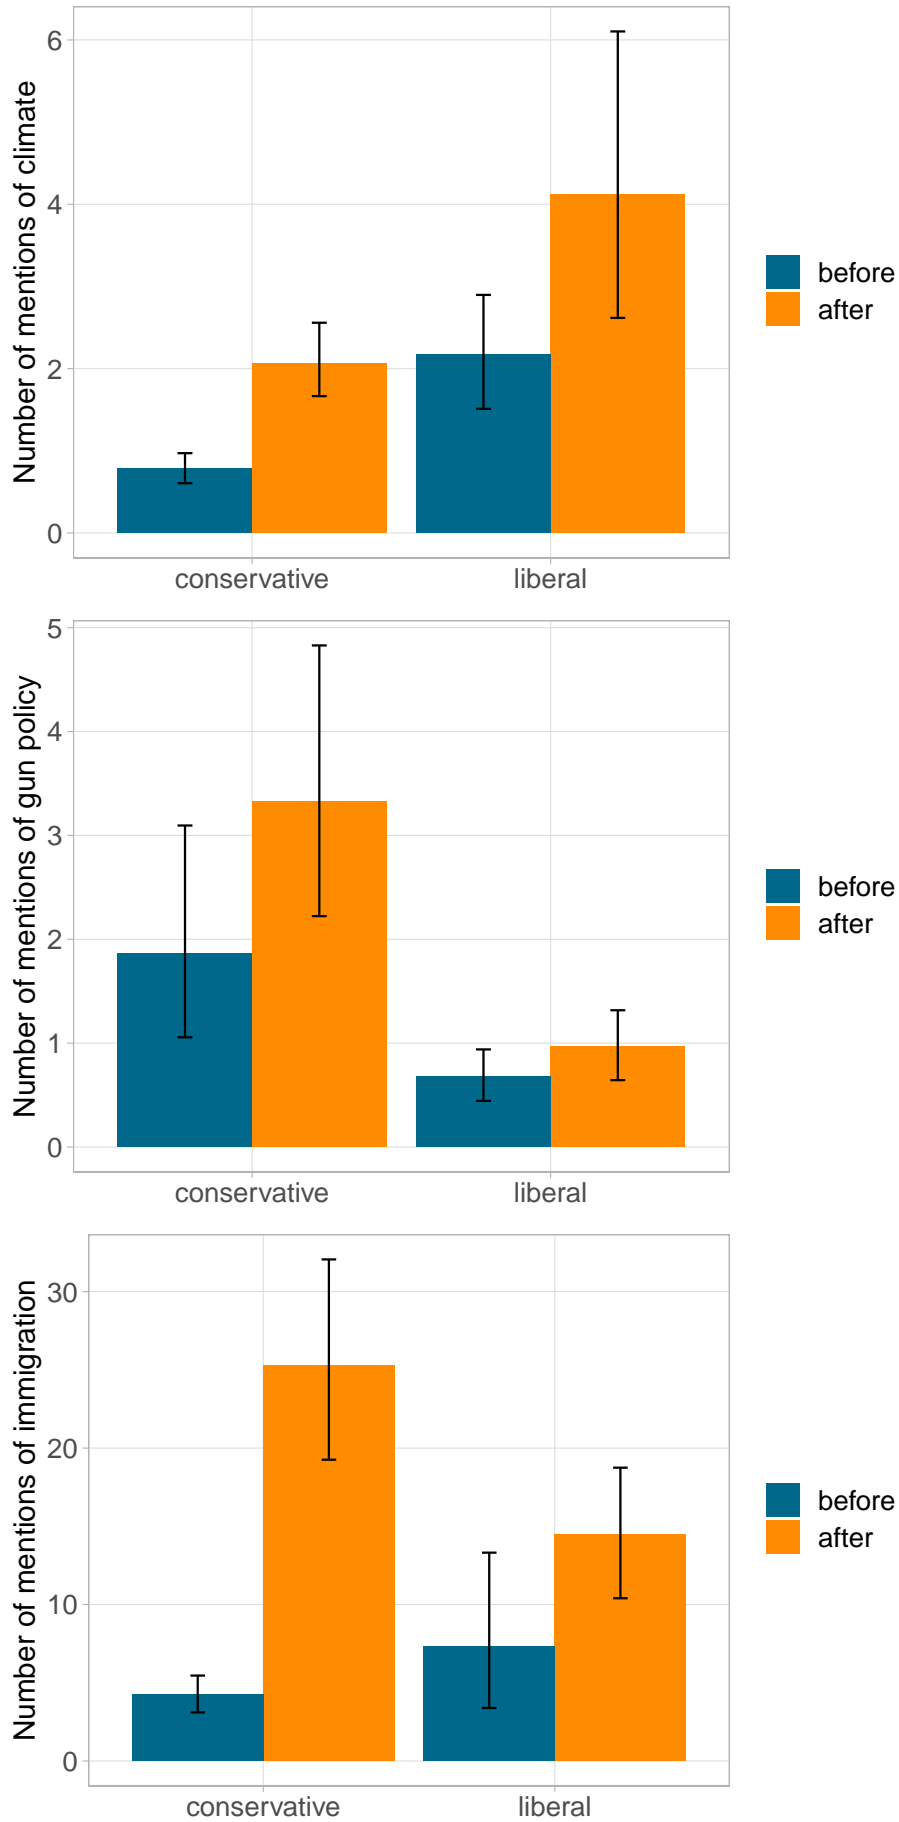 Number of mentions of climate
6
4
2
0
conservative
liberal
before
after
Number of mentions of gun policy
5
4
3
2
1
0
conservative
liberal
before
after
Number of mentions of immigration
30
20
10
0
conservative
liberal
before
after